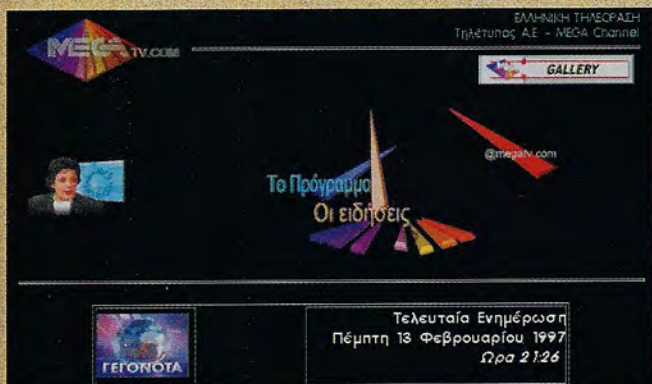 MEGA TV.COM
ΕΛΛΗΝΙΚΗ ΤΗΛΕΟΡΑΣΗ
Τηλέτυπος Α.Ε - MEGA Channel
GALLERY
@megatv.com
Το Πρόγραμμα
Οι ειδήσεις
ΓΕΓΟΝΟΤΑ
Τελευταία Ενημέρωση
Πέμπτη 13 Φεβρουαρίου 1997
Ωρα 21:26